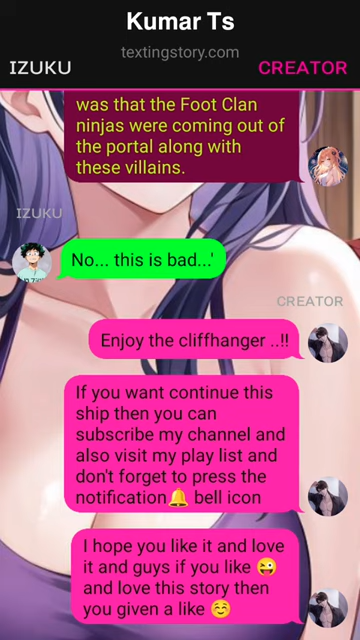 Kumar Ts
textingstory.com
IZUKU
CREATOR
was that the Foot Clan
ninjas were coming out of
the portal along with
these villains.
IZUKU
No... this is bad...'
CREATOR
Enjoy the cliffhanger ..!!
If you want continue this
ship then you can
subscribe my channel and
also visit my play list and
don't forget to press the
notification🔔 bell icon
I hope you like it and love
it and guys if you like 😜
and love this story then
you given a like ☺️